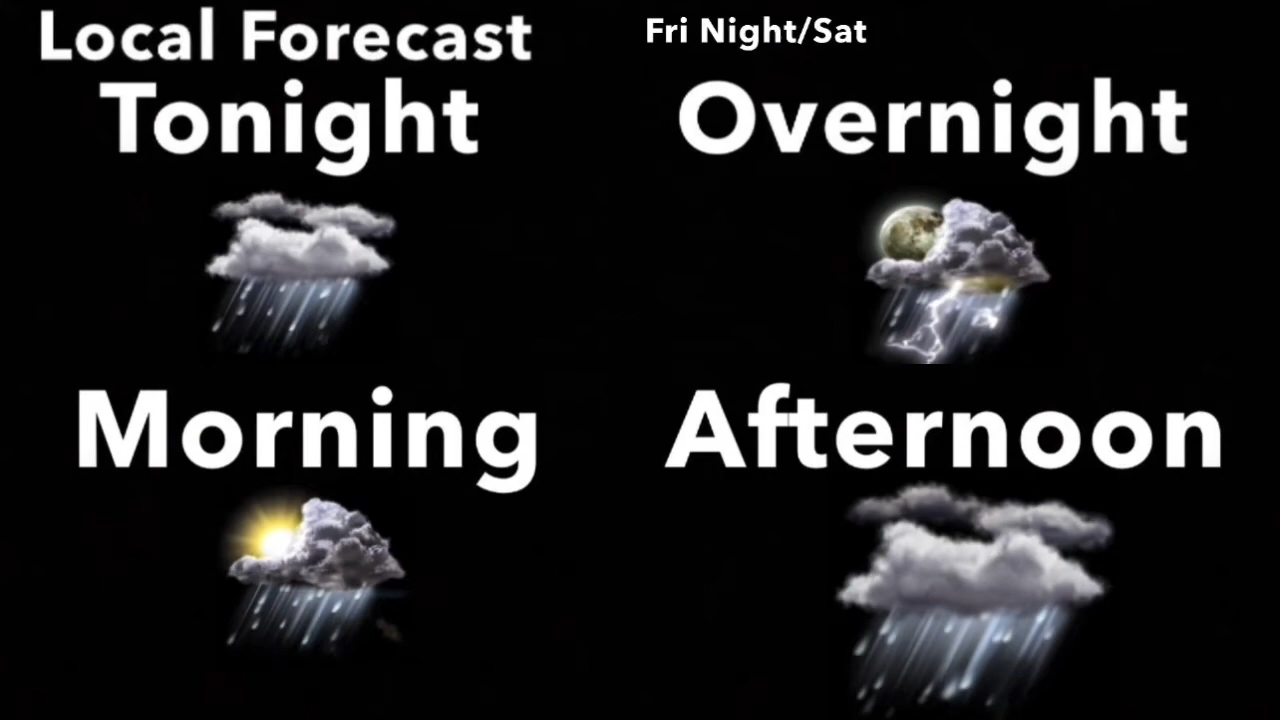 Local Forecast
Fri Night/Sat
Tonight
Overnight
Morning
Afternoon